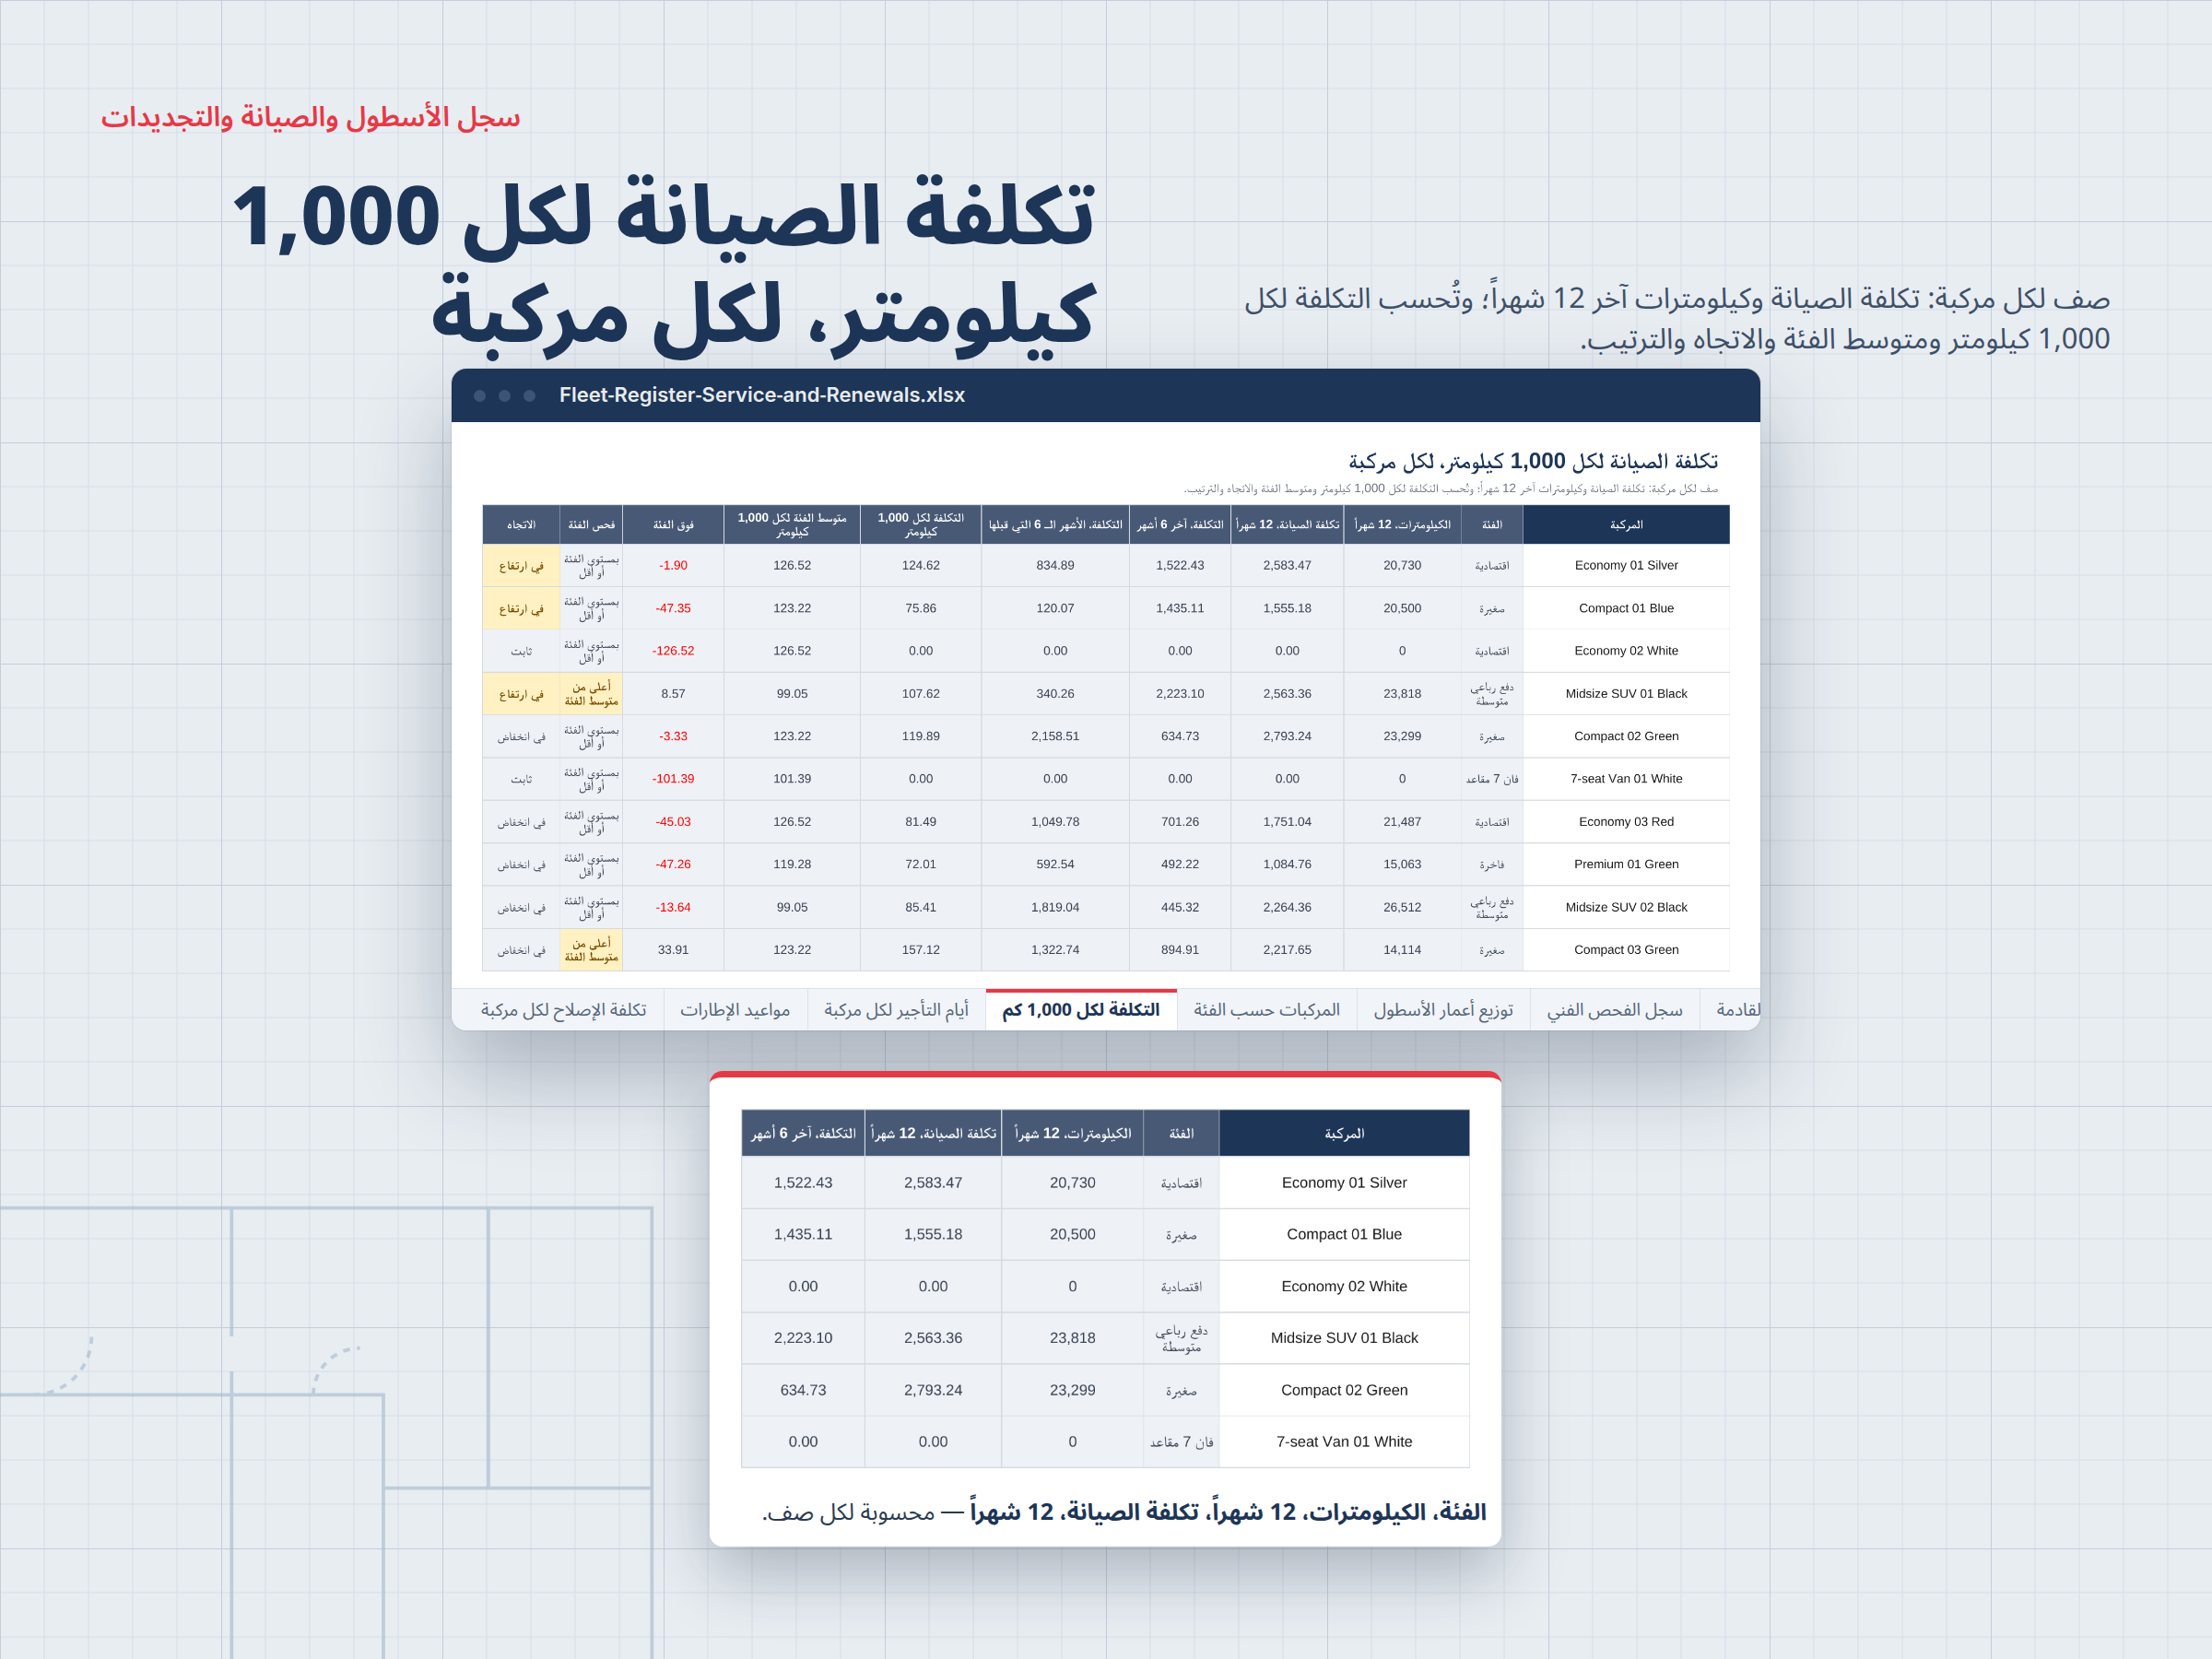 سجل الأسطول والصيانة والتجديدات
تكلفة الصيانة لكل 1,000
كيلومتر، لكل مركبة
صف لكل مركبة: تكلفة الصيانة وكيلومترات آخر 12 شهراً؛ وتُحسب التكلفة لكل
1,000 كيلومتر ومتوسط الفئة والاتجاه والترتيب.
Fleet-Register-Service-and-Renewals.xlsx
تكلفة الصيانة لكل 1,000 كيلومتر، لكل مركبة
صف لكل مركبة: تكلفة الصيانة وكيلومترات آخر 12 شهراً؛ وتُحسب التكلفة لكل 1,000 كيلومتر ومتوسط الفئة والاتجاه والترتيب.
المركبة الفئة الكيلومترات، 12 شهراً تكلفة الصيانة، 12 شهراً التكلفة، آخر 6 أشهر التكلفة، الأشهر الـ 6 التي قبلها التكلفة لكل 1,000 كيلومتر متوسط الفئة لكل 1,000 كيلومتر فوق الفئة فحص الفئة الاتجاه
Economy 01 Silver اقتصادية 20,730 2,583.47 1,522.43 834.89 124.62 126.52 -1.90 بمستوى الفئة أو أقل في ارتفاع
Compact 01 Blue صغيرة 20,500 1,555.18 1,435.11 120.07 75.86 123.22 -47.35 بمستوى الفئة أو أقل في ارتفاع
Economy 02 White اقتصادية 0 0.00 0.00 0.00 0.00 126.52 -126.52 بمستوى الفئة أو أقل ثابت
Midsize SUV 01 Black دفع رباعي متوسطة 23,818 2,563.36 2,223.10 340.26 107.62 99.05 8.57 أعلى من متوسط الفئة في ارتفاع
Compact 02 Green صغيرة 23,299 2,793.24 634.73 2,158.51 119.89 123.22 -3.33 بمستوى الفئة أو أقل في انخفاض
7-seat Van 01 White فان 7 مقاعد 0 0.00 0.00 0.00 0.00 101.39 -101.39 بمستوى الفئة أو أقل ثابت
Economy 03 Red اقتصادية 21,487 1,751.04 701.26 1,049.78 81.49 126.52 -45.03 بمستوى الفئة أو أقل في انخفاض
Premium 01 Green فاخرة 15,063 1,084.76 492.22 592.54 72.01 119.28 -47.26 بمستوى الفئة أو أقل في انخفاض
Midsize SUV 02 Black دفع رباعي متوسطة 26,512 2,264.36 445.32 1,819.04 85.41 99.05 -13.64 بمستوى الفئة أو أقل في انخفاض
Compact 03 Green صغيرة 14,114 2,217.65 894.91 1,322.74 157.12 123.22 33.91 أعلى من متوسط الفئة في انخفاض
لقادمة سجل الفحص الفني توزيع أعمار الأسطول المركبات حسب الفئة التكلفة لكل 1,000 كم أيام التأجير لكل مركبة مواعيد الإطارات تكلفة الإصلاح لكل مركبة
المركبة الفئة الكيلومترات، 12 شهراً تكلفة الصيانة، 12 شهراً التكلفة، آخر 6 أشهر
Economy 01 Silver اقتصادية 20,730 2,583.47 1,522.43
Compact 01 Blue صغيرة 20,500 1,555.18 1,435.11
Economy 02 White اقتصادية 0 0.00 0.00
Midsize SUV 01 Black دفع رباعي متوسطة 23,818 2,563.36 2,223.10
Compact 02 Green صغيرة 23,299 2,793.24 634.73
7-seat Van 01 White فان 7 مقاعد 0 0.00 0.00
الفئة، الكيلومترات، 12 شهراً، تكلفة الصيانة، 12 شهراً — محسوبة لكل صف.